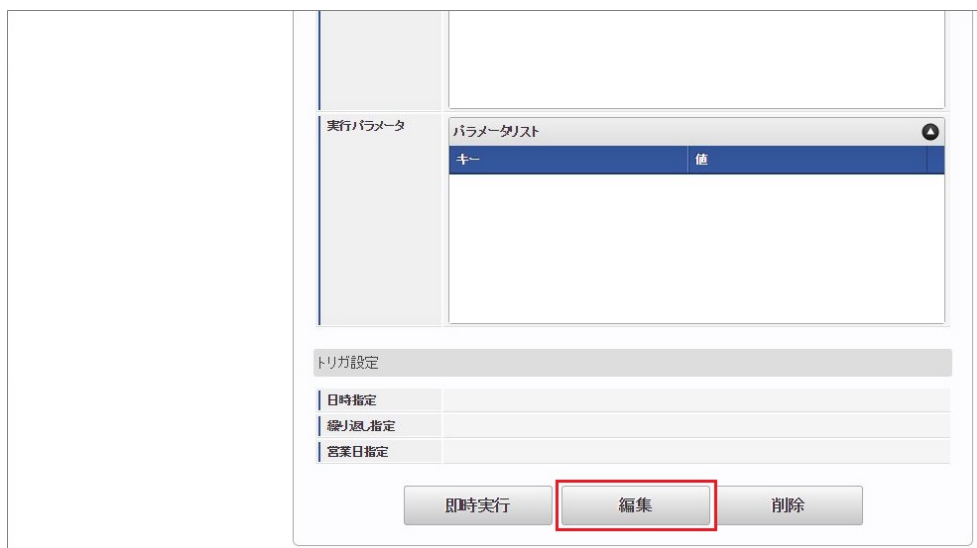 実行パラメータ
パラメータリスト
キー 値
トリガ設定
日時指定
繰り返し指定
営業日指定
即時実行 編集 削除